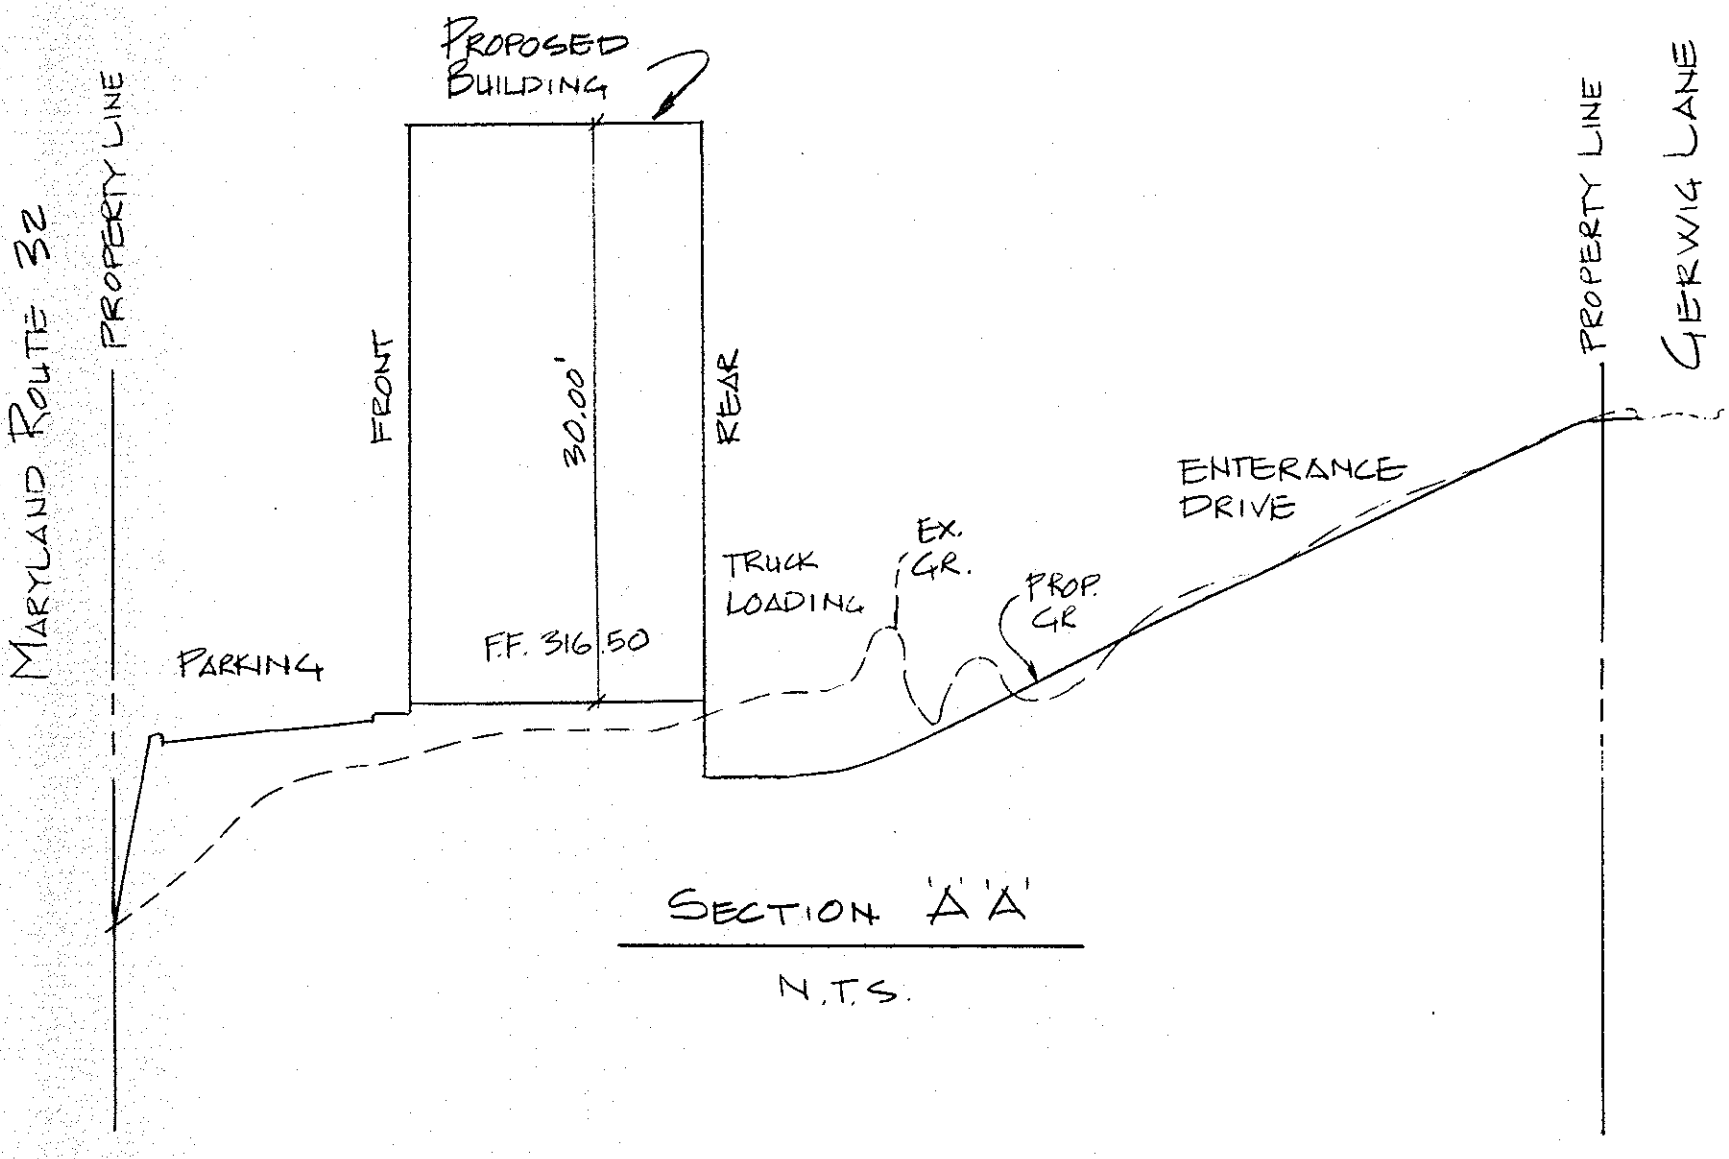 MARYLAND ROUTE 32
PROPERTY LINE
PROPOSED
BUILDING
FRONT
30.00'
REAR
F.F. 316.50
PARKING
TRUCK
LOADING
EX.
GR.
PROP.
GR
ENTERANCE
DRIVE
PROPERTY LINE
GERWIG LANE
SECTION 'A' 'A'
N.T.S.